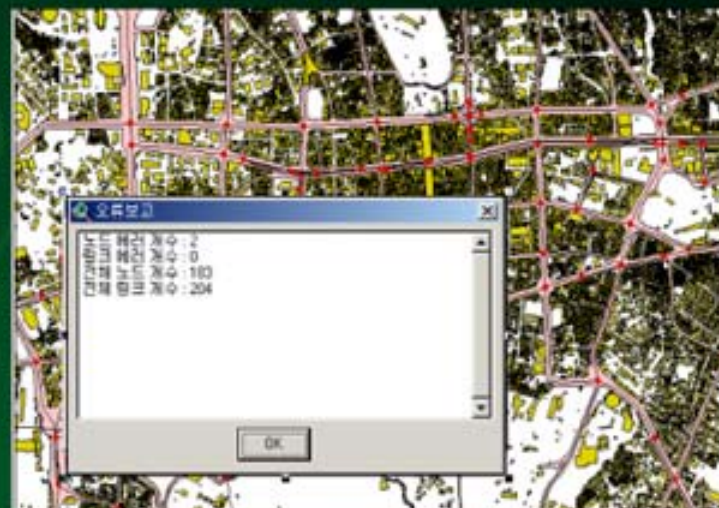 오류보고
노드 에러 개수 : 2
링크 에러 개수 : 0
전체 노드 개수 : 183
전체 링크 개수 : 204
OK